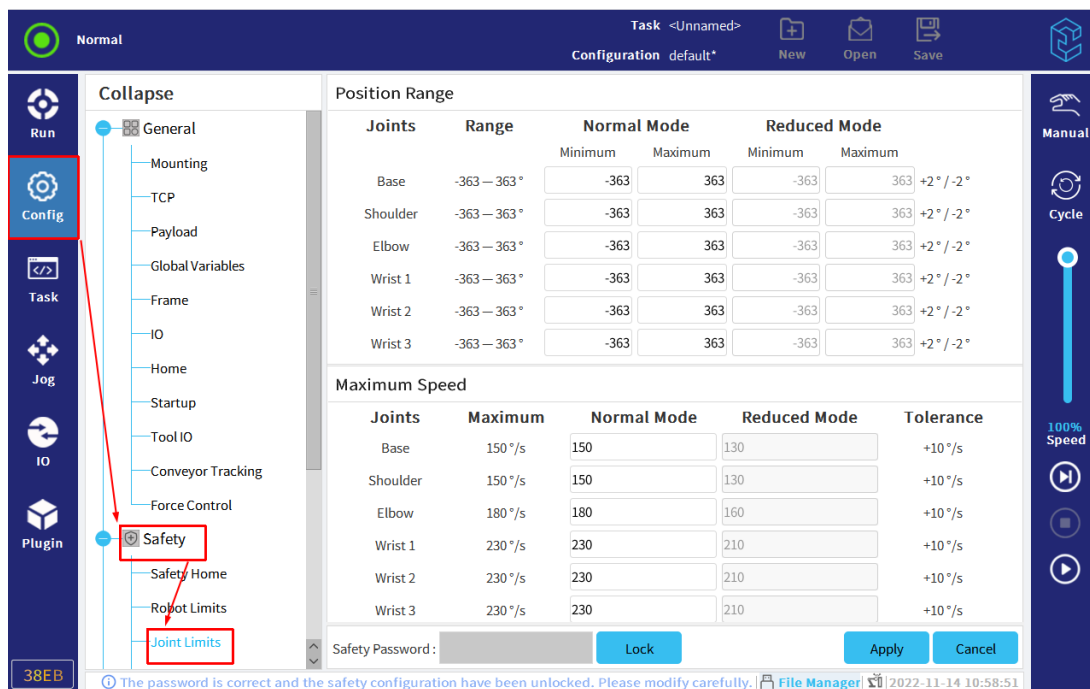 Normal
Task <Unnamed>
Configuration default*
New Open Save
Run
Config
Task
Jog
IO
Plugin
38EB
Collapse
General
Mounting
TCP
Payload
Global Variables
Frame
IO
Home
Startup
Tool IO
Conveyor Tracking
Force Control
Safety
Safety Home
Robot Limits
Joint Limits
Position Range
Joints Range Normal Mode Reduced Mode
Minimum Maximum Minimum Maximum
Base -363 — 363 ° -363 363 -363 363 +2 ° / -2 °
Shoulder -363 — 363 ° -363 363 -363 363 +2 ° / -2 °
Elbow -363 — 363 ° -363 363 -363 363 +2 ° / -2 °
Wrist 1 -363 — 363 ° -363 363 -363 363 +2 ° / -2 °
Wrist 2 -363 — 363 ° -363 363 -363 363 +2 ° / -2 °
Wrist 3 -363 — 363 ° -363 363 -363 363 +2 ° / -2 °
Maximum Speed
Joints Maximum Normal Mode Reduced Mode Tolerance
Base 150 °/s 150 130 +10 °/s
Shoulder 150 °/s 150 130 +10 °/s
Elbow 180 °/s 180 160 +10 °/s
Wrist 1 230 °/s 230 210 +10 °/s
Wrist 2 230 °/s 230 210 +10 °/s
Wrist 3 230 °/s 230 210 +10 °/s
Safety Password : Lock Apply Cancel
The password is correct and the safety configuration have been unlocked. Please modify carefully. File Manager 2022-11-14 10:58:51
Manual
Cycle
100%
Speed